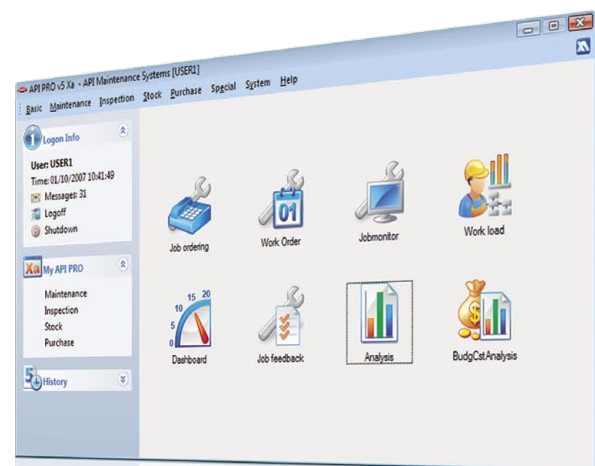 API PRO v5 Xa - API Maintenance Systems [USER1]
Basic Maintenance Inspection Stock Purchase Special System Help
Logon Info
User: USER1
Time: 01/10/2007 10:41:49
Messages: 31
Logoff
Shutdown
Xa My API PRO
Maintenance
Inspection
Stock
Purchase
5 History
01
Job ordering Work Order Jobmonitor Work load
0 5 10 15 20
Dashboard Job feedback Analysis BudgCstAnalysis